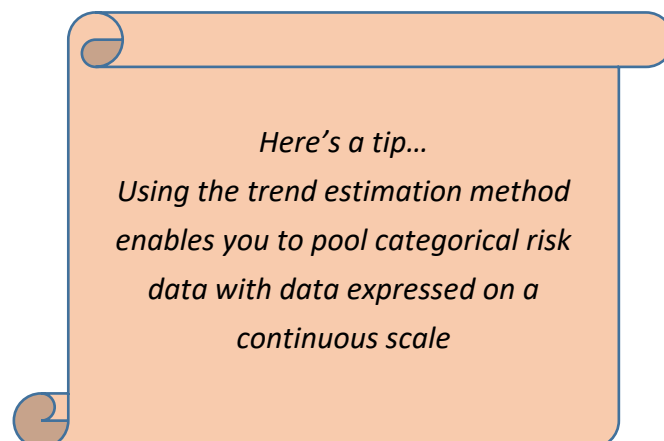 Here’s a tip…
Using the trend estimation method
enables you to pool categorical risk
data with data expressed on a
continuous scale